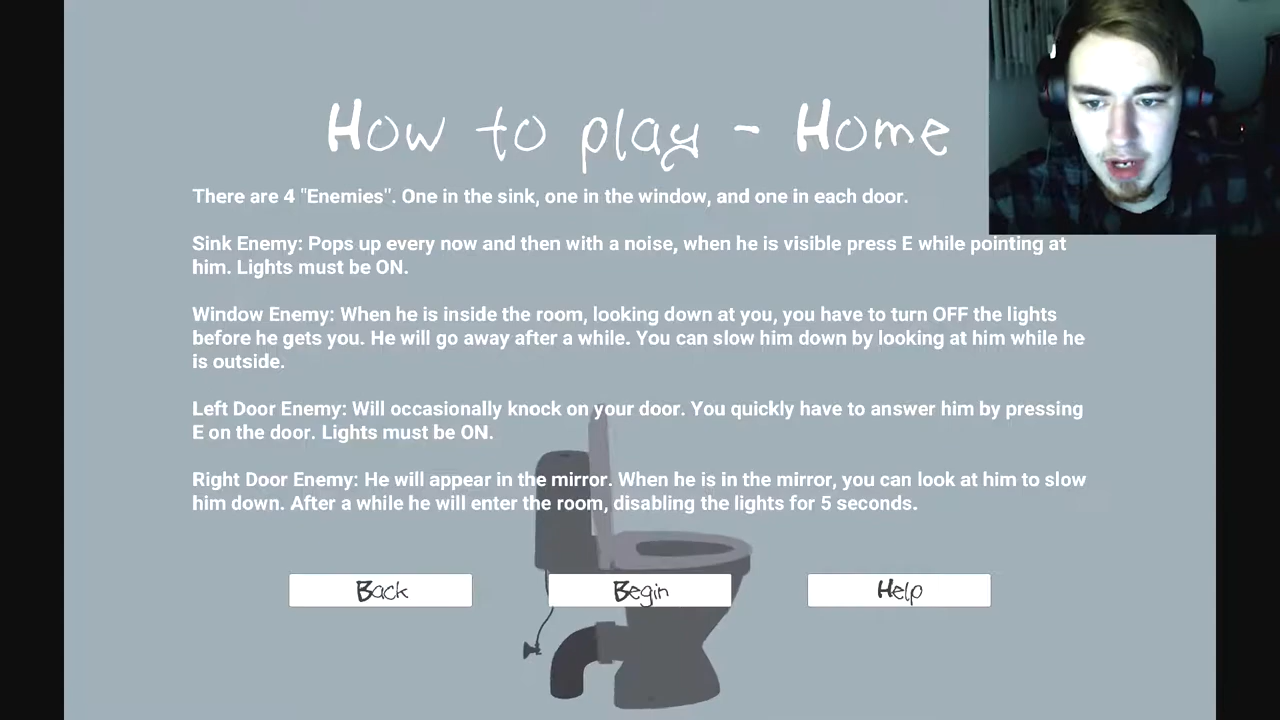 How to play - Home
There are 4 "Enemies". One in the sink, one in the window, and one in each door.
Sink Enemy: Pops up every now and then with a noise, when he is visible press E while pointing at
him. Lights must be ON.
Window Enemy: When he is inside the room, looking down at you, you have to turn OFF the lights
before he gets you. He will go away after a while. You can slow him down by looking at him while he
is outside.
Left Door Enemy: Will occasionally knock on your door. You quickly have to answer him by pressing
E on the door. Lights must be ON.
Right Door Enemy: He will appear in the mirror. When he is in the mirror, you can look at him to slow
him down. After a while he will enter the room, disabling the lights for 5 seconds.
Back
Begin
Help